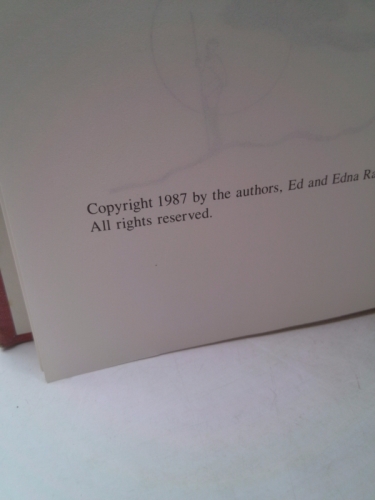 Copyright 1987 by the authors, Ed and Edna
All rights reserved.